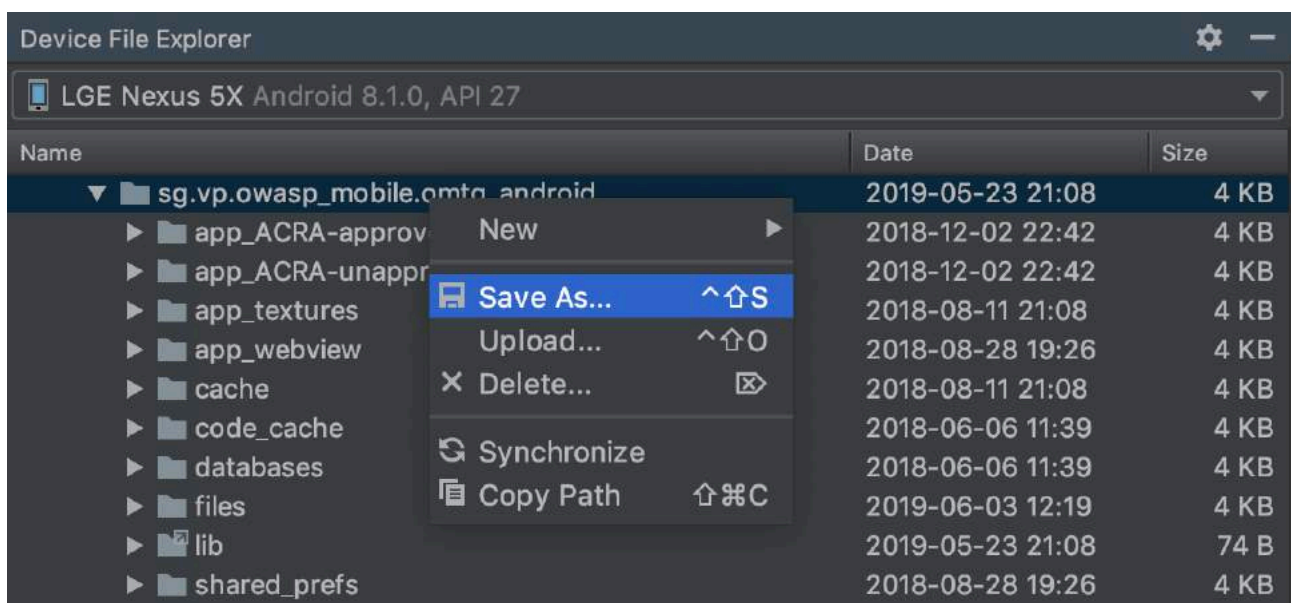 Device File Explorer
LGE Nexus 5X Android 8.1.0, API 27
Name Date Size
sg.vp.owasp_mobile.omtg_android 2019-05-23 21:08 4 KB
app_ACRA-approv 2018-12-02 22:42 4 KB
app_ACRA-unappr 2018-12-02 22:42 4 KB
app_textures 2018-08-11 21:08 4 KB
app_webview 2018-08-28 19:26 4 KB
cache 2018-08-11 21:08 4 KB
code_cache 2018-06-06 11:39 4 KB
databases 2018-06-06 11:39 4 KB
files 2019-06-03 12:19 4 KB
lib 2019-05-23 21:08 74 B
shared_prefs 2018-08-28 19:26 4 KB
New
Save As... ^⇧S
Upload... ^⇧O
Delete... ⌦
Synchronize
Copy Path ⇧⌘C